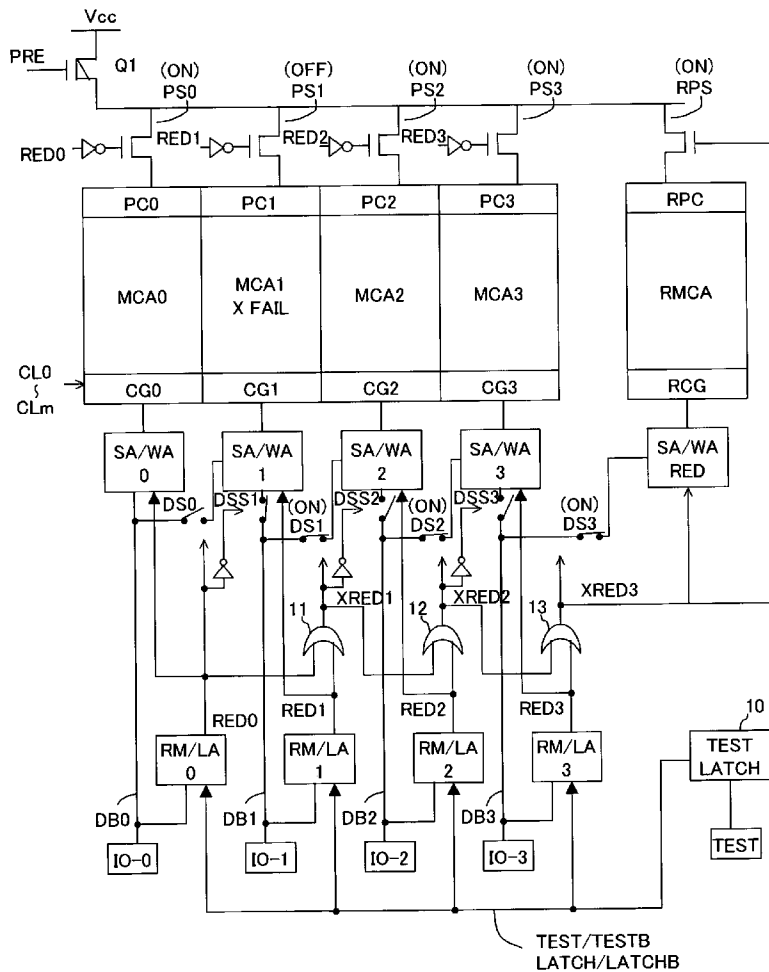 Vcc
PRE
Q1
(ON)
PS0
(OFF)
PS1
(ON)
PS2
(ON)
PS3
(ON)
RPS
RED0
RED1
RED2
RED3
PC0
PC1
PC2
PC3
RPC
MCA0
MCA1
X FAIL
MCA2
MCA3
RMCA
CL0
~
CLm
CG0
CG1
CG2
CG3
RCG
SA/WA
0
SA/WA
1
SA/WA
2
SA/WA
3
SA/WA
RED
DS0
DSS1
(ON)
DS1
DSS2
(ON)
DS2
DSS3
(ON)
DS3
11
XRED1
12
XRED2
13
XRED3
RED0
RED1
RED2
RED3
10
RM/LA
0
RM/LA
1
RM/LA
2
RM/LA
3
TEST
LATCH
DB0
DB1
DB2
DB3
TEST
IO-0
IO-1
IO-2
IO-3
TEST/TESTB
LATCH/LATCHB